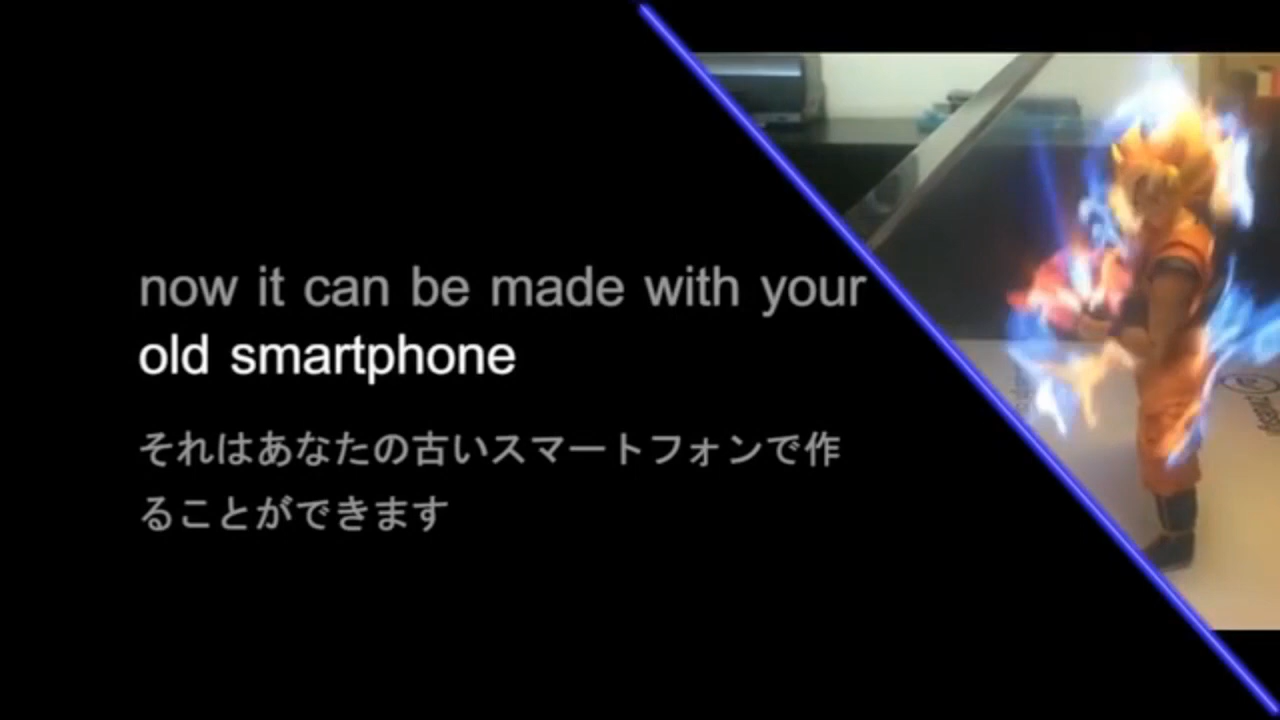 now it can be made with your
old smartphone
それはあなたの古いスマートフォンで作
ることができます